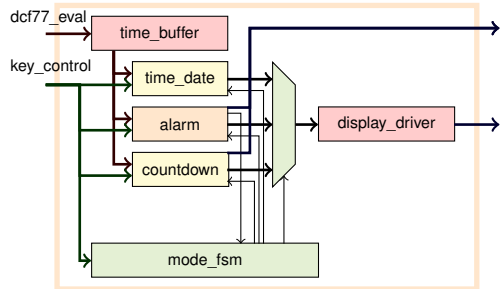 dcf77_eval
time_buffer
key_control
time_date
alarm
display_driver
countdown
mode_fsm